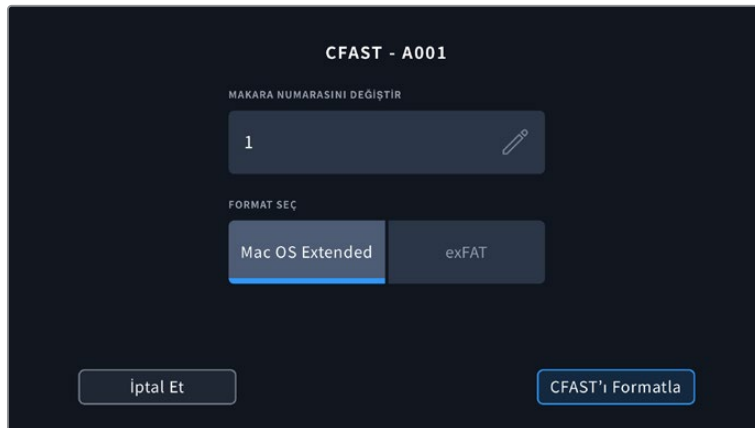 CFAST - A001
MAKARA NUMARASINI DEĞİŞTİR
1
FORMAT SEÇ
Mac OS Extended
exFAT
İptal Et
CFAST'ı Formatla